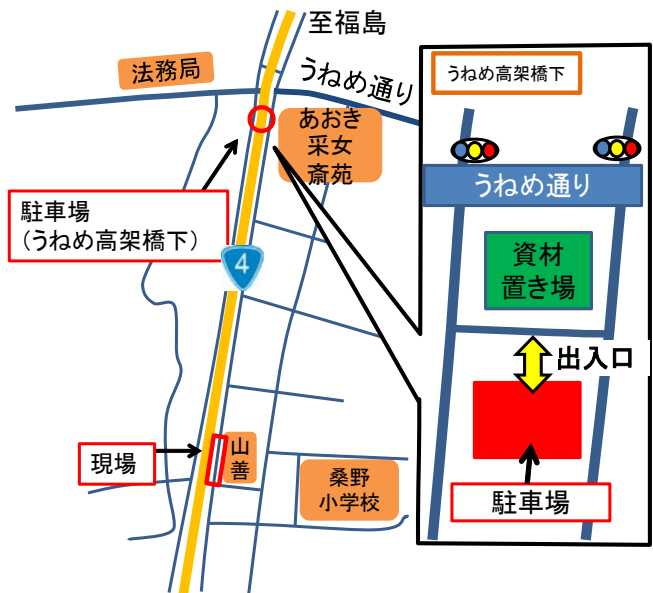 至福島
法務局
うねめ通り
あおき
采女
斎苑
駐車場
(うねめ高架橋下)
4
現場
山
善
桑野
小学校
うねめ高架橋下
うねめ通り
資材
置き場
出入口
駐車場